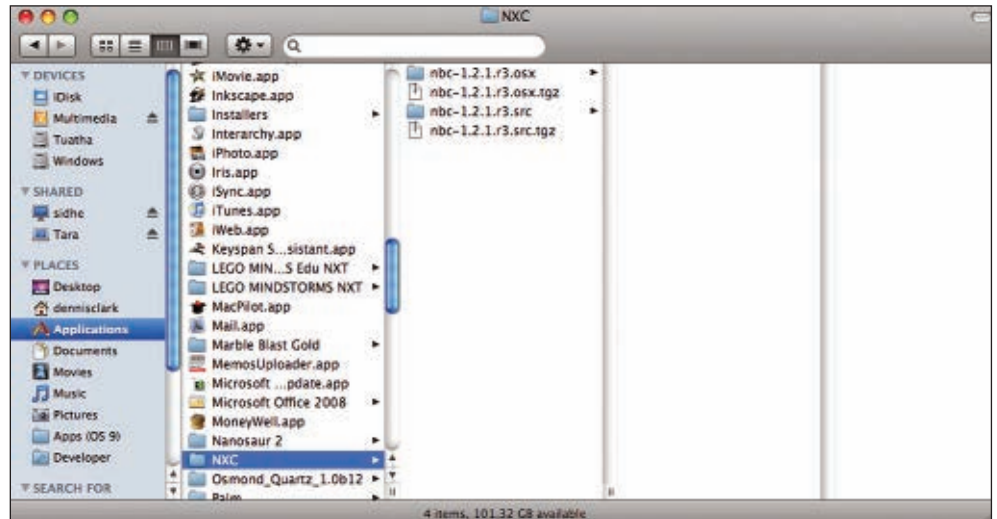 NXC
DEVICES
iDisk
Multimedia
Tuatha
Windows
SHARED
sidhe
Tara
PLACES
Desktop
dennisclark
Applications
Documents
Movies
Music
Pictures
Apps (OS 9)
Developer
SEARCH FOR
iMovie.app
Inkscape.app
Installers
Interarchy.app
iPhoto.app
Iris.app
iSync.app
iTunes.app
iWeb.app
Keyspan S...sistant.app
LEGO MIN...S Edu NXT
LEGO MINDSTORMS NXT
MacPilot.app
Mail.app
Marble Blast Gold
MemosUploader.app
Microsoft ...pdate.app
Microsoft Office 2008
MoneyWell.app
Nanosaur 2
NXC
Osmond_Quartz_1.0b12
Palm
nbc-1.2.1.r3.osx
nbc-1.2.1.r3.osx.tgz
nbc-1.2.1.r3.src
nbc-1.2.1.r3.src.tgz
4 items, 101.32 GB available